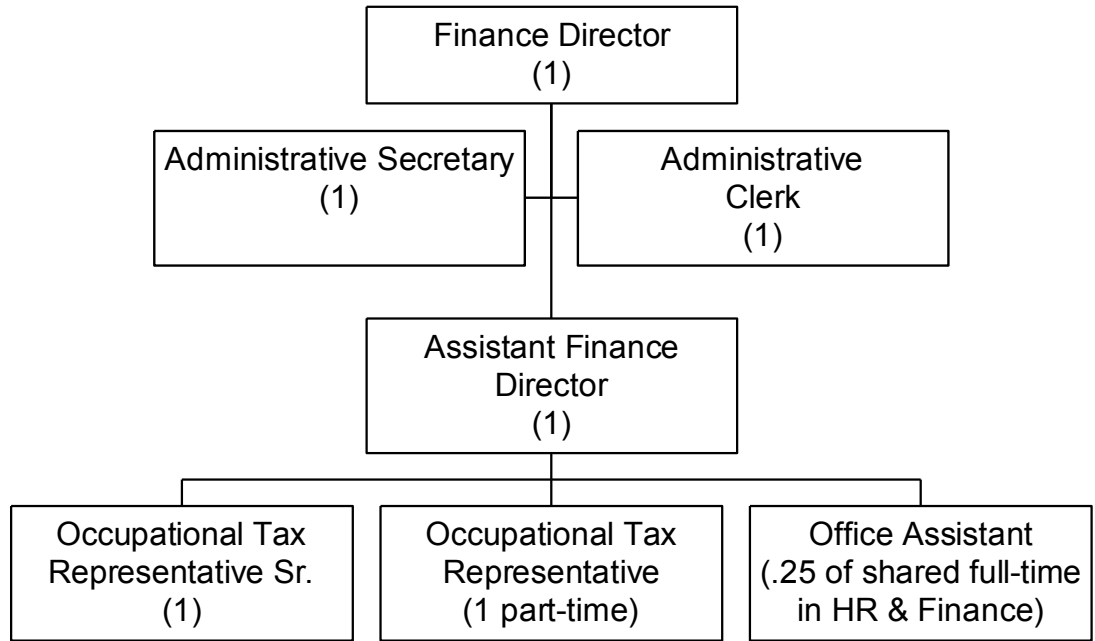 Finance Director
(1)
Administrative Secretary
(1)
Administrative
Clerk
(1)
Assistant Finance
Director
(1)
Occupational Tax
Representative Sr.
(1)
Occupational Tax
Representative
(1 part-time)
Office Assistant
(.25 of shared full-time
in HR & Finance)